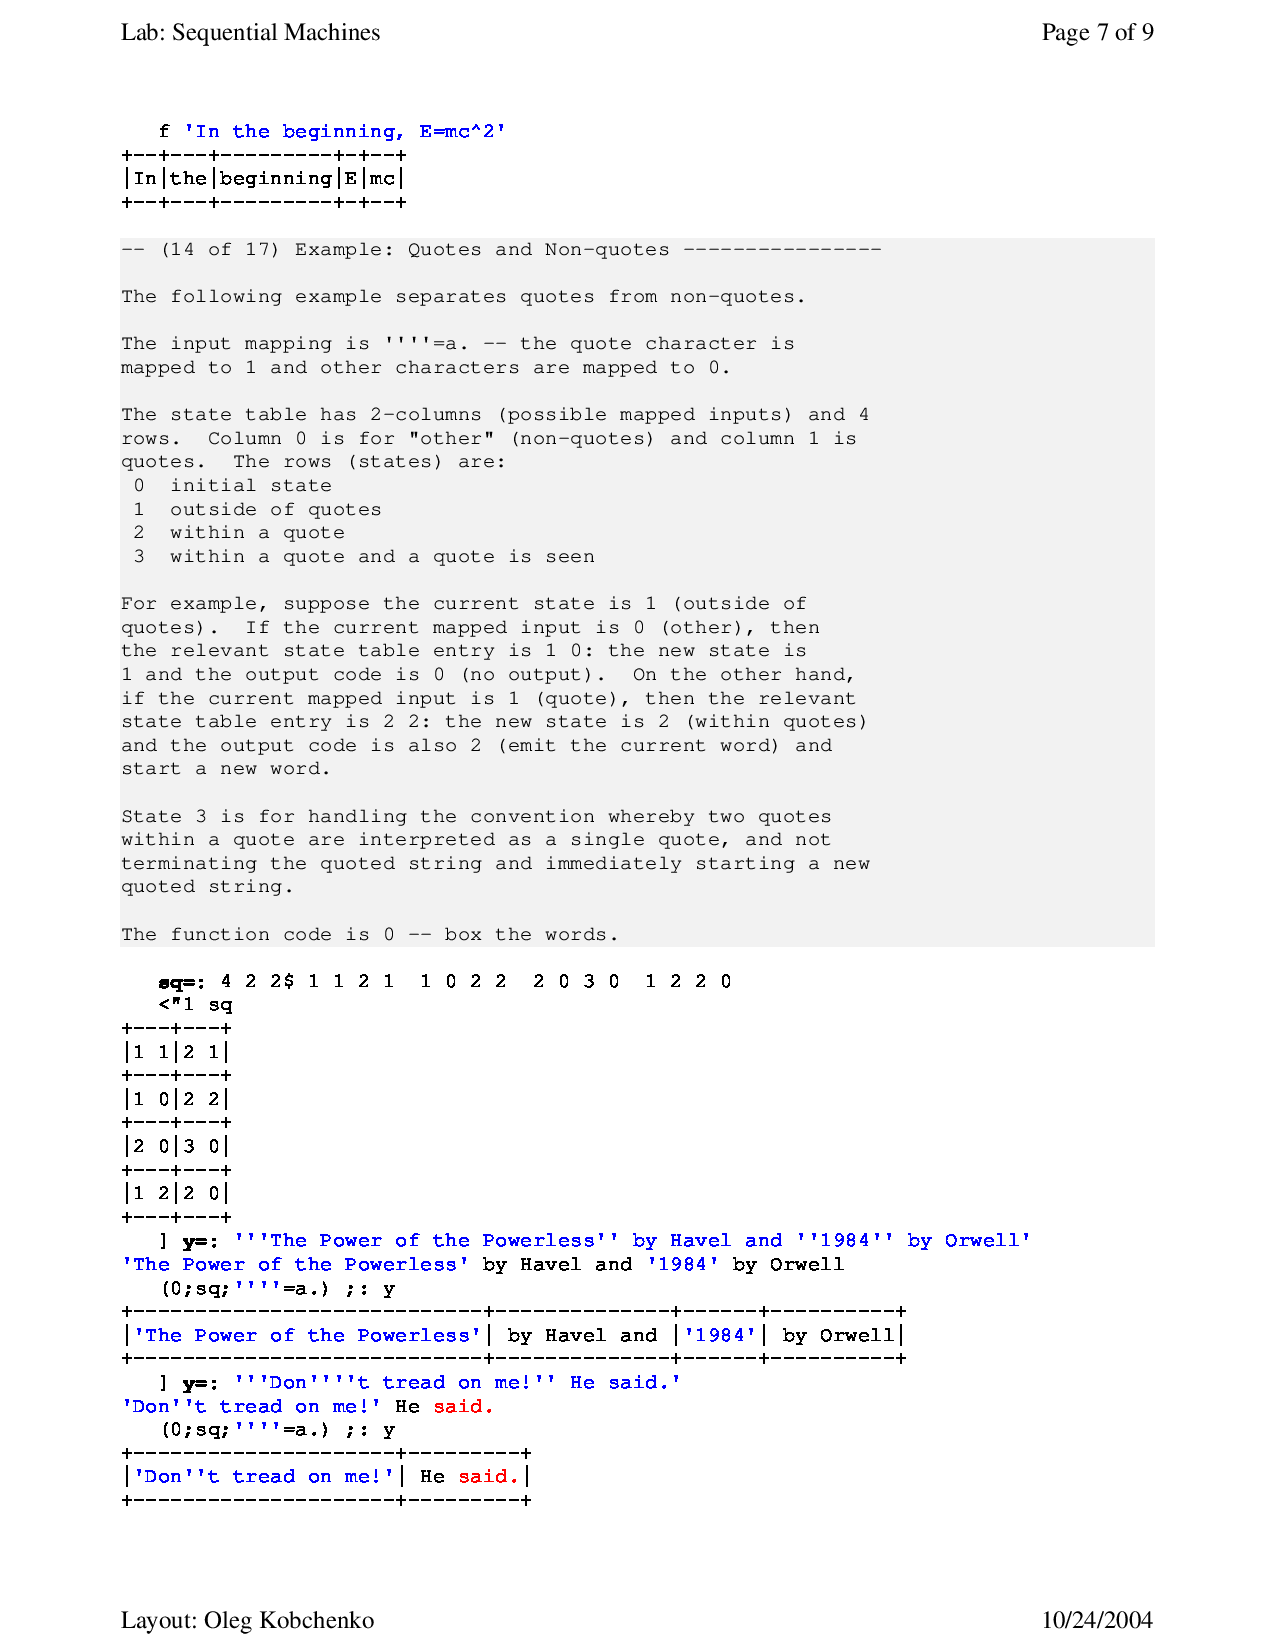 Lab: Sequential Machines Page 7 of 9
   f 'In the beginning, E=mc^2'
+--+---+---------+-+--+
|In|the|beginning|E|mc|
+--+---+---------+-+--+
-- (14 of 17) Example: Quotes and Non-quotes ----------------
The following example separates quotes from non-quotes.
The input mapping is ''''=a. -- the quote character is
mapped to 1 and other characters are mapped to 0.
The state table has 2-columns (possible mapped inputs) and 4
rows.  Column 0 is for "other" (non-quotes) and column 1 is
quotes.  The rows (states) are:
 0  initial state
 1  outside of quotes
 2  within a quote
 3  within a quote and a quote is seen
For example, suppose the current state is 1 (outside of
quotes).  If the current mapped input is 0 (other), then
the relevant state table entry is 1 0: the new state is
1 and the output code is 0 (no output).  On the other hand,
if the current mapped input is 1 (quote), then the relevant
state table entry is 2 2: the new state is 2 (within quotes)
and the output code is also 2 (emit the current word) and
start a new word.
State 3 is for handling the convention whereby two quotes
within a quote are interpreted as a single quote, and not
terminating the quoted string and immediately starting a new
quoted string.
The function code is 0 -- box the words.
   sq=: 4 2 2$ 1 1 2 1  1 0 2 2  2 0 3 0  1 2 2 0
   <"1 sq
+---+---+
|1 1|2 1|
+---+---+
|1 0|2 2|
+---+---+
|2 0|3 0|
+---+---+
|1 2|2 0|
+---+---+
   ] y=: '''The Power of the Powerless'' by Havel and ''1984'' by Orwell'
'The Power of the Powerless' by Havel and '1984' by Orwell
   (0;sq;''''=a.) ;: y
+----------------------------+--------------+------+----------+
|'The Power of the Powerless'| by Havel and |'1984'| by Orwell|
+----------------------------+--------------+------+----------+
   ] y=: '''Don''''t tread on me!'' He said.'
'Don''t tread on me!' He said.
   (0;sq;''''=a.) ;: y
+---------------------+---------+
|'Don''t tread on me!'| He said.|
+---------------------+---------+
Layout: Oleg Kobchenko 10/24/2004